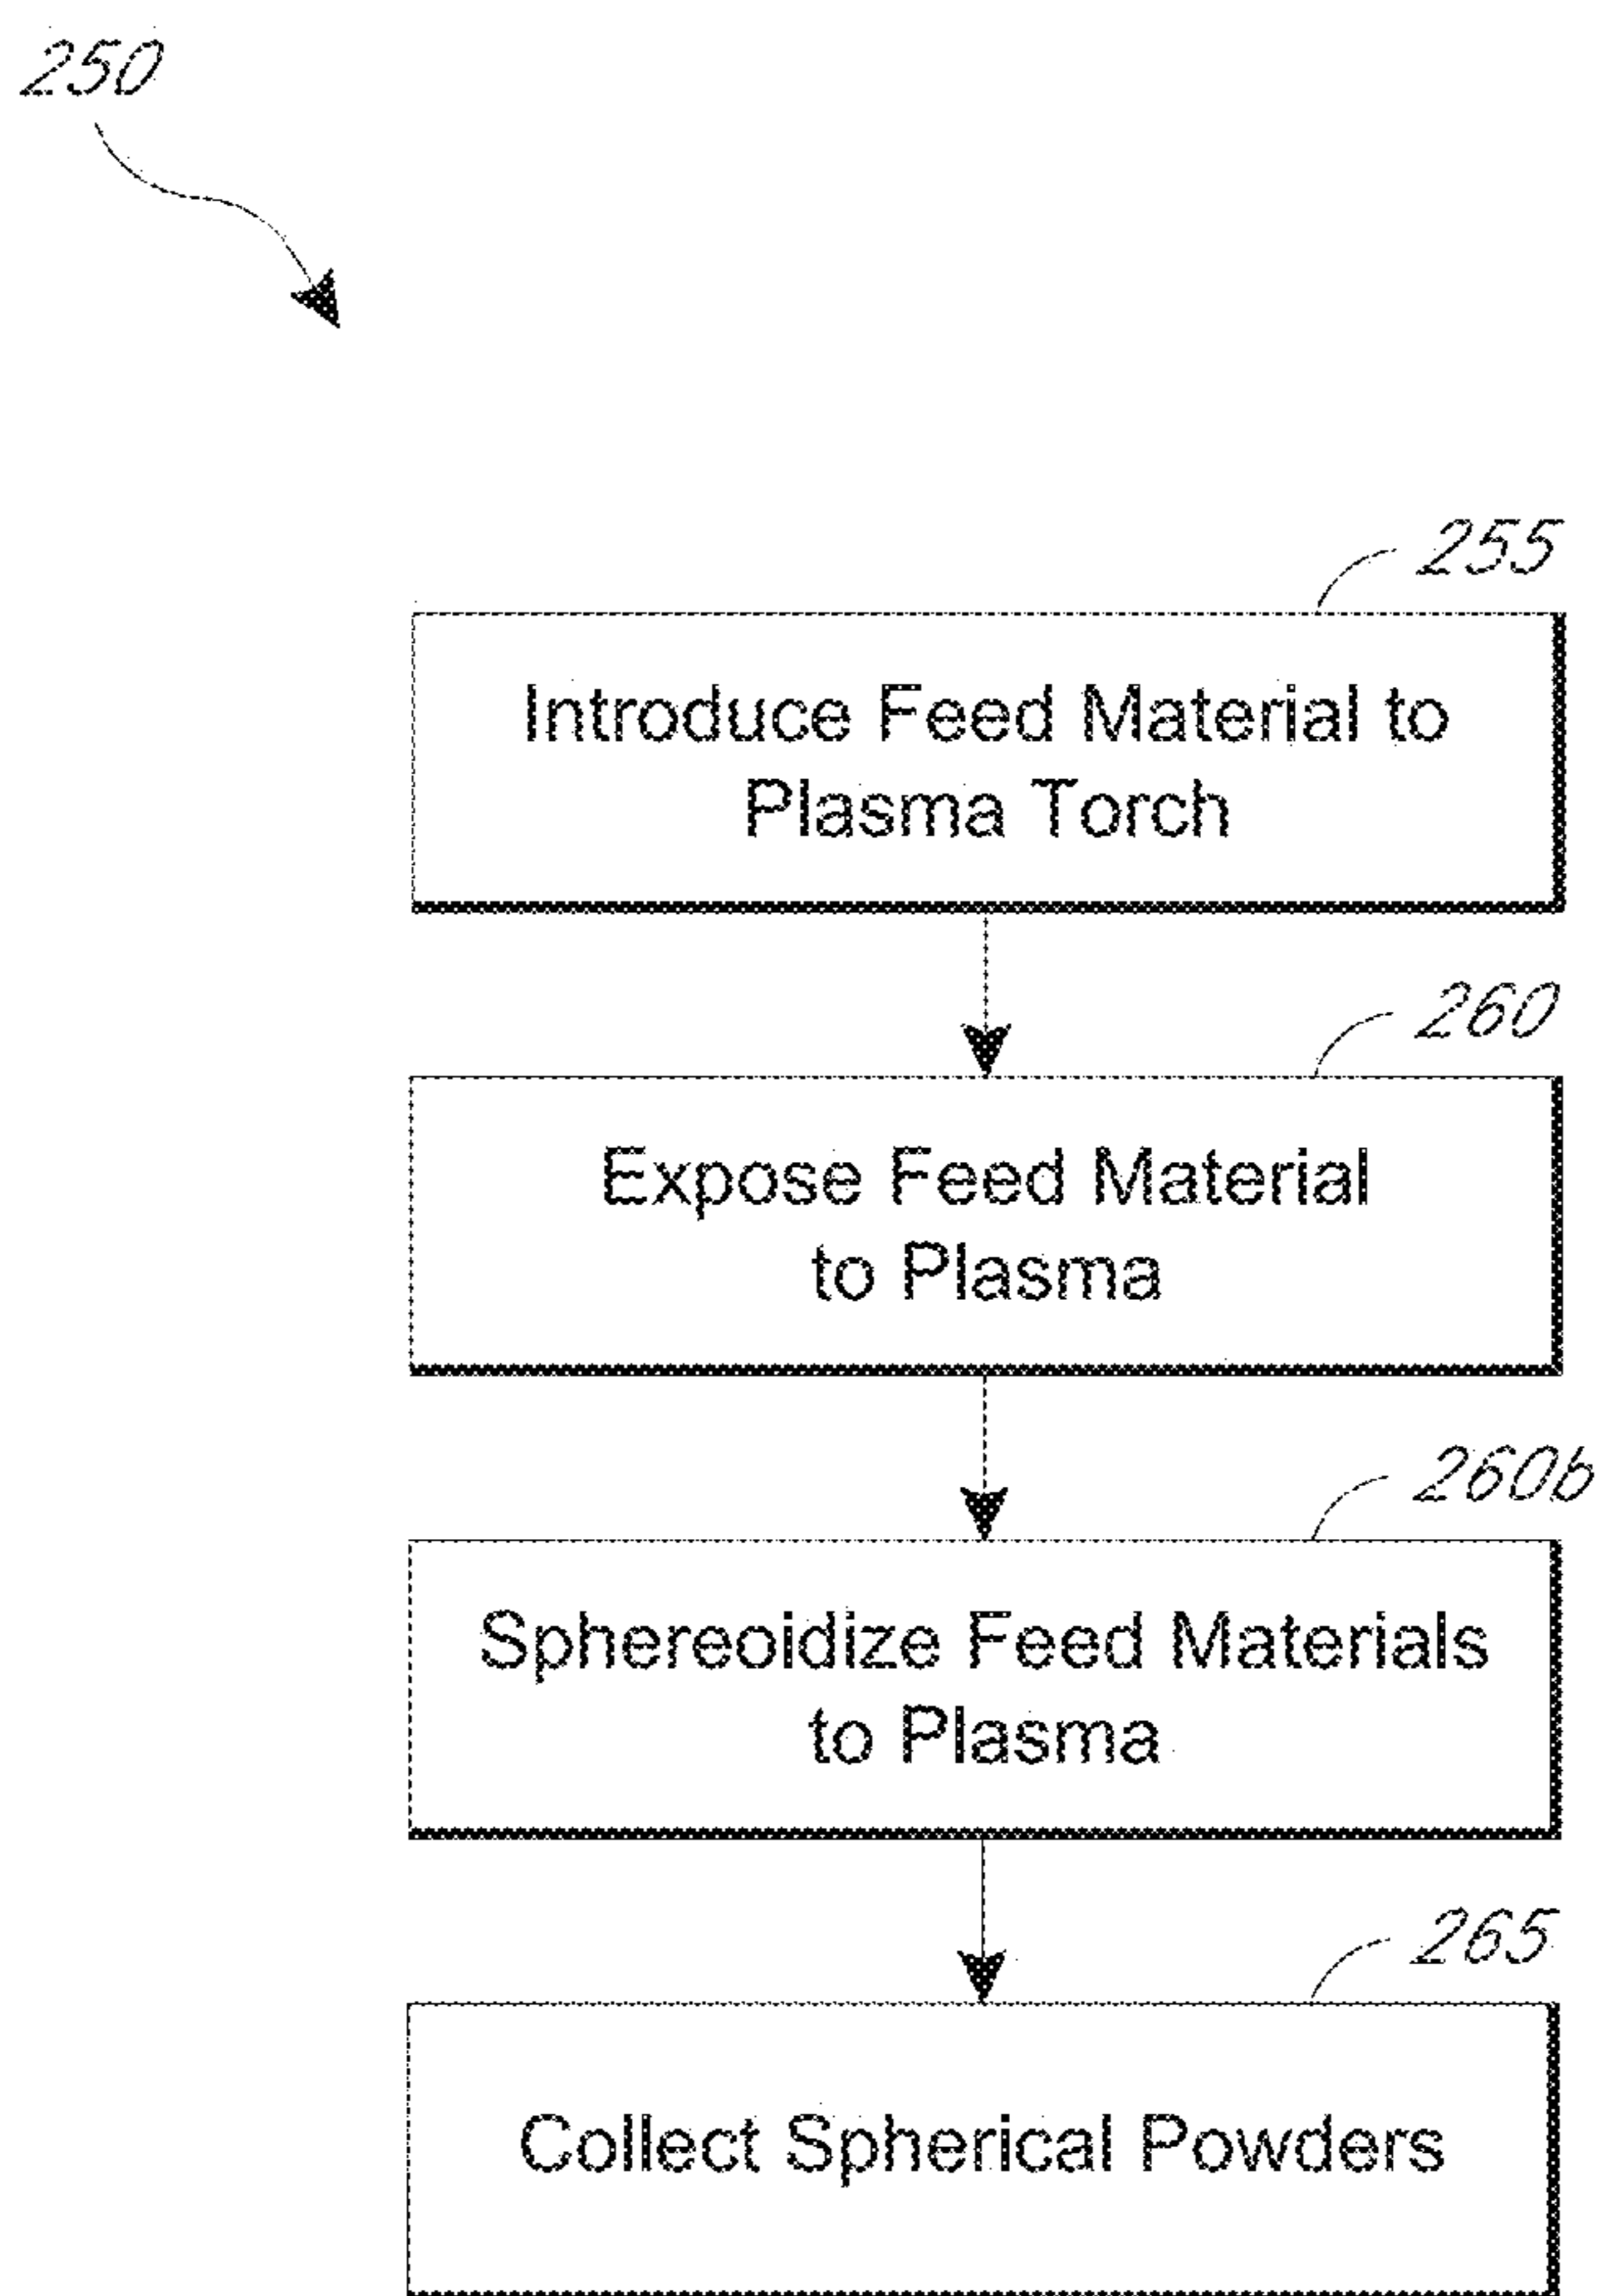 250
255
Introduce Feed Material to
Plasma Torch
260
Expose Feed Material
to Plasma
260b
Sphereoidize Feed Materials
to Plasma
265
Collect Spherical Powders